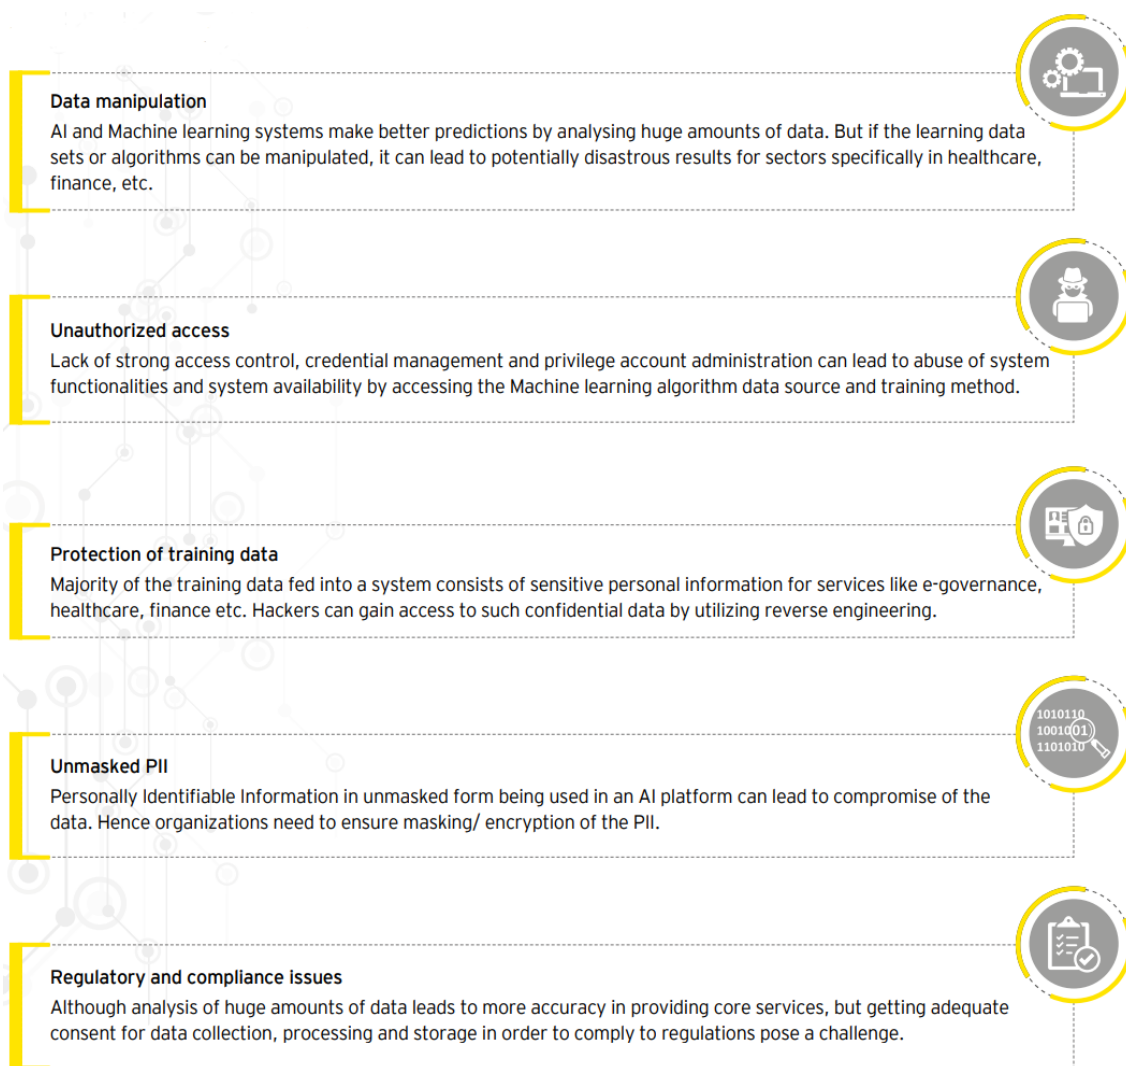 Data manipulation
AI and Machine learning systems make better predictions by analysing huge amounts of data. But if the learning data
sets or algorithms can be manipulated, it can lead to potentially disastrous results for sectors specifically in healthcare,
finance, etc.
Unauthorized access
Lack of strong access control, credential management and privilege account administration can lead to abuse of system
functionalities and system availability by accessing the Machine learning algorithm data source and training method.
Protection of training data
Majority of the training data fed into a system consists of sensitive personal information for services like e-governance,
healthcare, finance etc. Hackers can gain access to such confidential data by utilizing reverse engineering.
1010110
1001001
1101010
Unmasked PII
Personally Identifiable Information in unmasked form being used in an AI platform can lead to compromise of the
data. Hence organizations need to ensure masking/ encryption of the PII.
Regulatory and compliance issues
Although analysis of huge amounts of data leads to more accuracy in providing core services, but getting adequate
consent for data collection, processing and storage in order to comply to regulations pose a challenge.